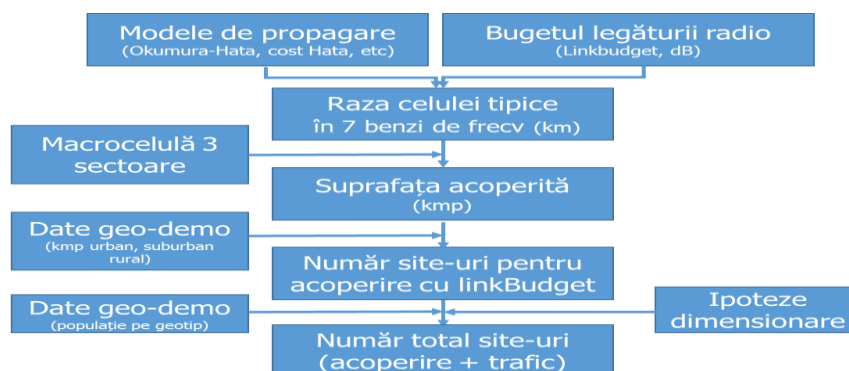 Modele de propagare
(Okumura-Hata, cost Hata, etc)
Bugetul legăturii radio
(Linkbudget, dB)
Raza celulei tipice
în 7 benzi de frecv (km)
Macrocelulă 3
sectoare
Suprafața acoperită
(kmp)
Date geo-demo
(kmp urban, suburban
rural)
Număr site-uri pentru
acoperire cu linkBudget
Date geo-demo
(populație pe geotip)
Ipoteze
dimensionare
Număr total site-uri
(acoperire + trafic)